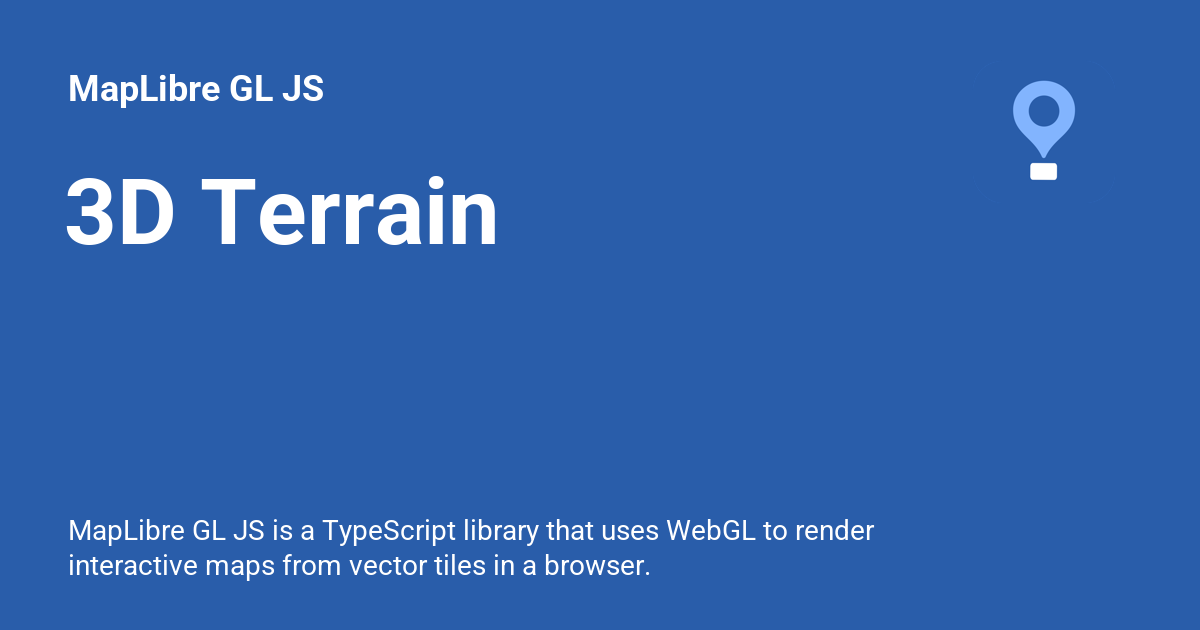 MapLibre GL JS
3D Terrain
MapLibre GL JS is a TypeScript library that uses WebGL to render
interactive maps from vector tiles in a browser.